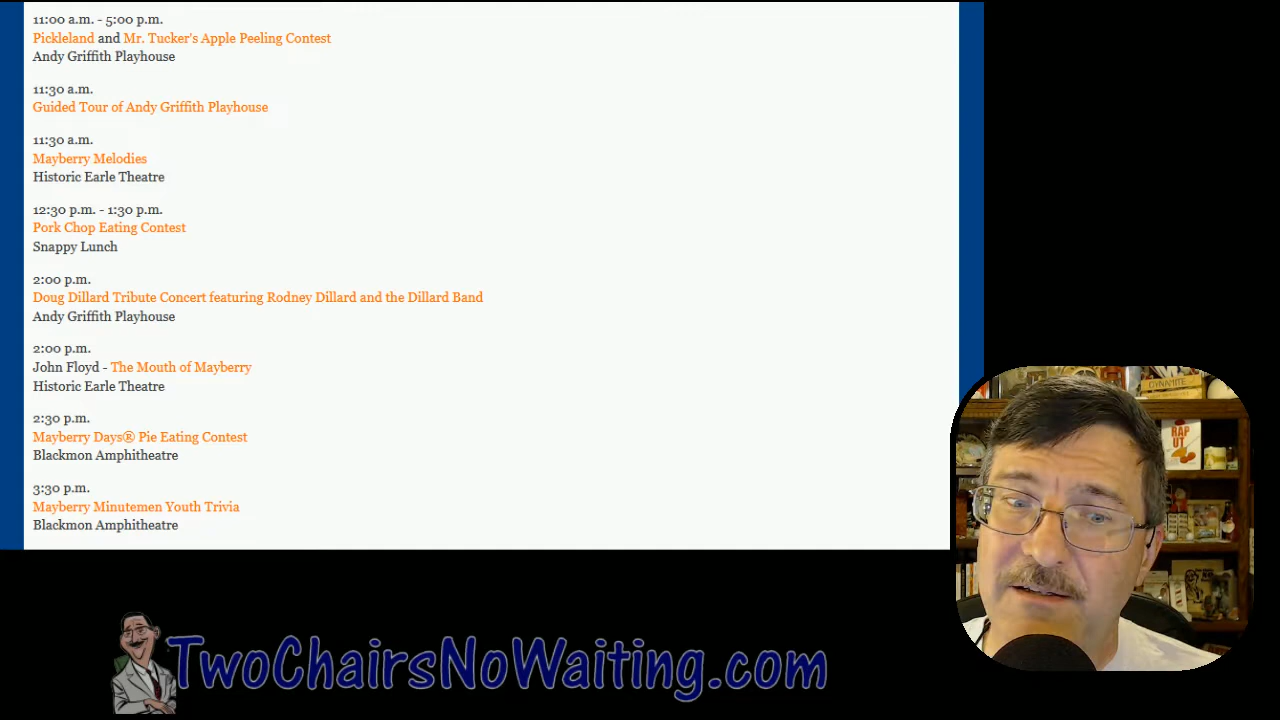 11:00 a.m. - 5:00 p.m.
Pickleland and Mr. Tucker's Apple Peeling Contest
Andy Griffith Playhouse
11:30 a.m.
Guided Tour of Andy Griffith Playhouse
11:30 a.m.
Mayberry Melodies
Historic Earle Theatre
12:30 p.m. - 1:30 p.m.
Pork Chop Eating Contest
Snappy Lunch
2:00 p.m.
Doug Dillard Tribute Concert featuring Rodney Dillard and the Dillard Band
Andy Griffith Playhouse
2:00 p.m.
John Floyd - The Mouth of Mayberry
Historic Earle Theatre
2:30 p.m.
Mayberry Days® Pie Eating Contest
Blackmon Amphitheatre
3:30 p.m.
Mayberry Minutemen Youth Trivia
Blackmon Amphitheatre
DYNAMITE
RAP
UT
TwoChairsNoWaiting.com